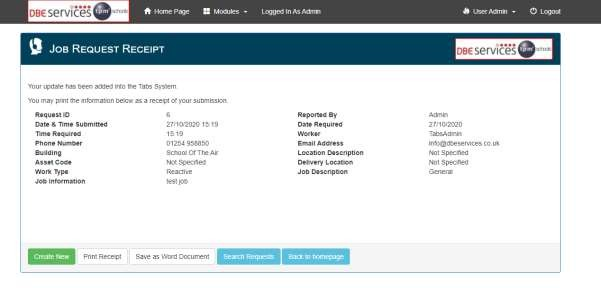 DBE services tpm schools Home Page Modules Logged In As Admin User Admin Logout
JOB REQUEST RECEIPT DBE services tpm schools
Your update has been added into the Tabs System.
You may print the information below as a receipt of your submission.
Request ID 6 Reported By Admin
Date & Time Submitted 27/10/2020 15:19 Date Required 27/10/2020
Time Required 15:19 Worker TabsAdmin
Phone Number 01254 958850 Email Address info@dbeservices.co.uk
Building School Of The Air Location Description Not Specified
Asset Code Not Specified Delivery Location Not Specified
Work Type Reactive Job Description General
Job Information test job
Create New Print Receipt Save as Word Document Search Requests Back to homepage